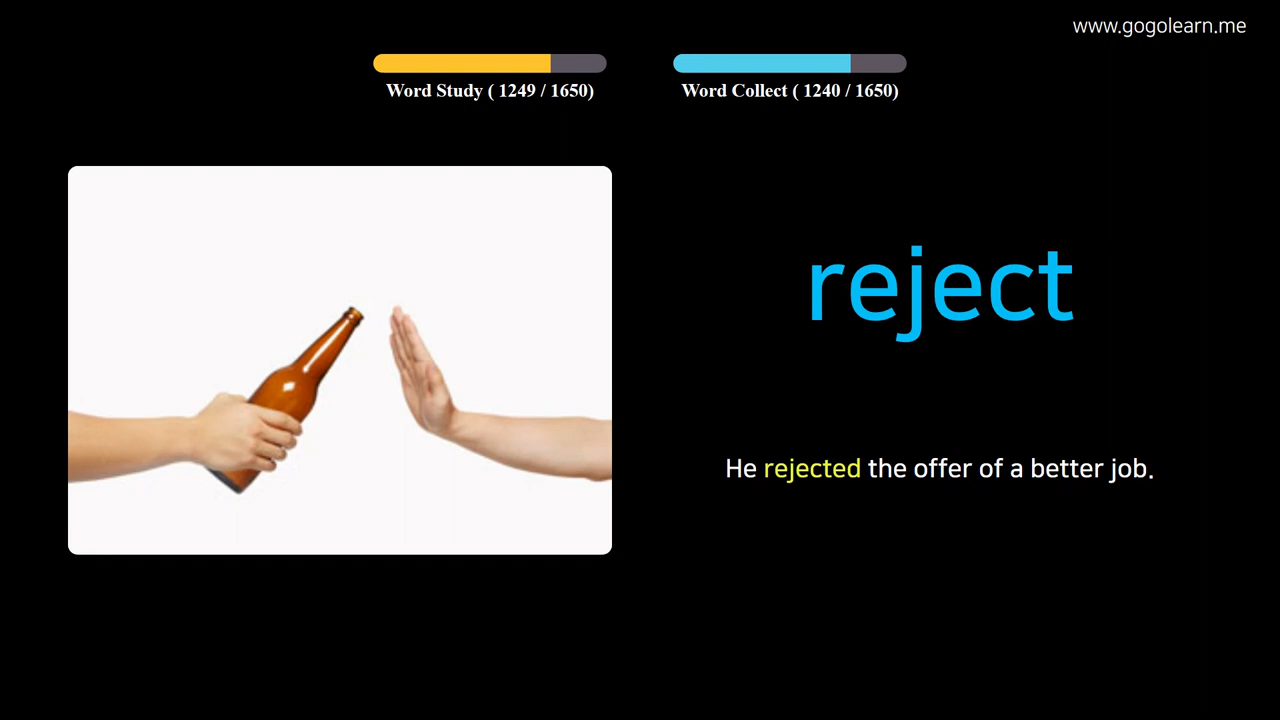 www.gogolearn.me
Word Study ( 1249 / 1650)
Word Collect ( 1240 / 1650)
reject
He rejected the offer of a better job.